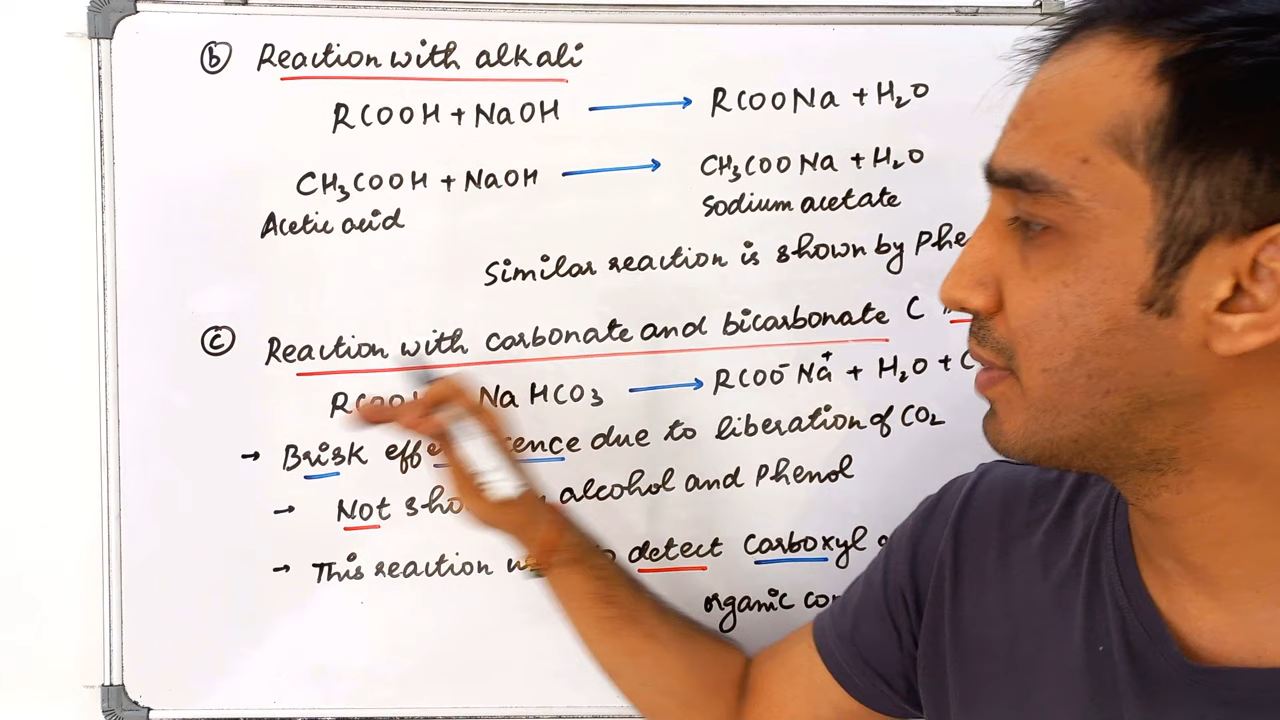 ⓑ Reaction with alkali
RCOOH + NaOH ⟶ RCOONa + H₂O
CH₃COOH + NaOH ⟶ CH₃COONa + H₂O
Acetic acid Sodium acetate
Similar reaction is shown by
ⓒ Reaction with carbonate and bicarbonate
NaHCO₃ ⟶ RCOO⁻Na⁺ + H₂O +
→ Brisk due to liberation of CO₂
→ Not alcohol and Phenol
→ This reaction detect Carboxyl
organic